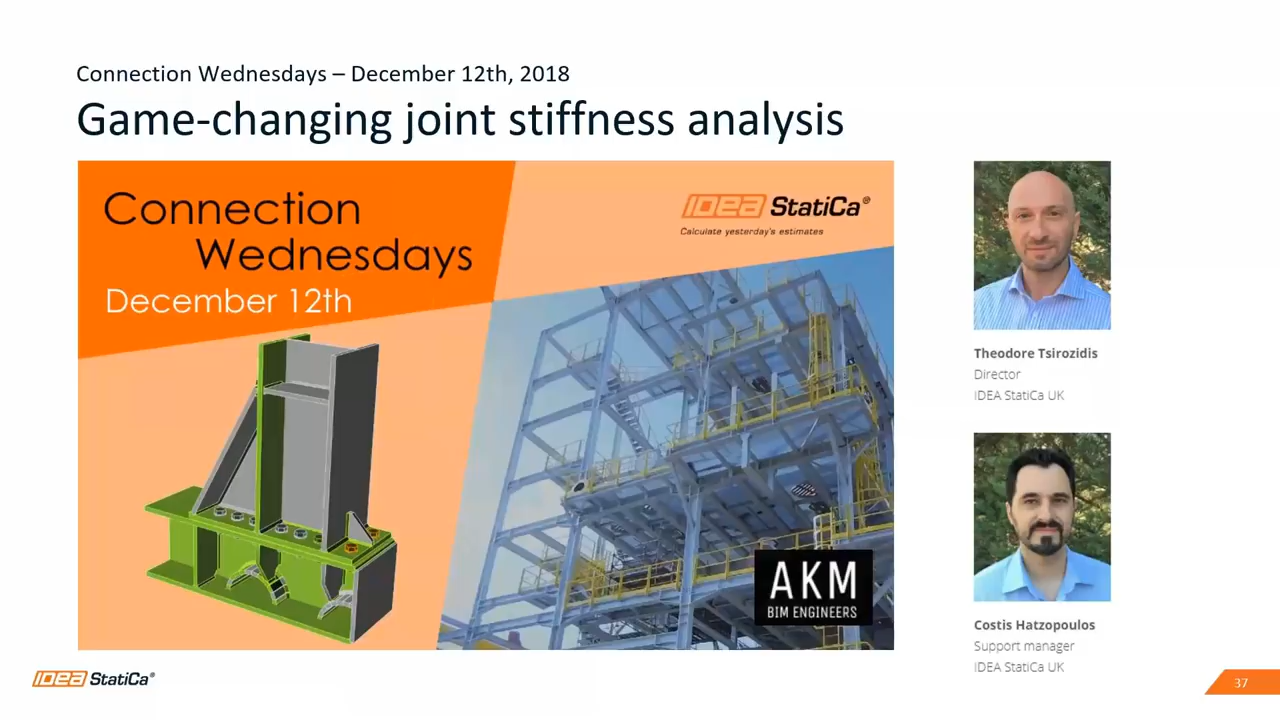 Connection Wednesdays – December 12th, 2018
Game-changing joint stiffness analysis
Connection
Wednesdays
December 12th
IDEA StatiCa®
Calculate yesterday's estimates
AKM
BIM ENGINEERS
Theodore Tsirozidis
Director
IDEA StatiCa UK
Costis Hatzopoulos
Support manager
IDEA StatiCa UK
IDEA StatiCa®
37